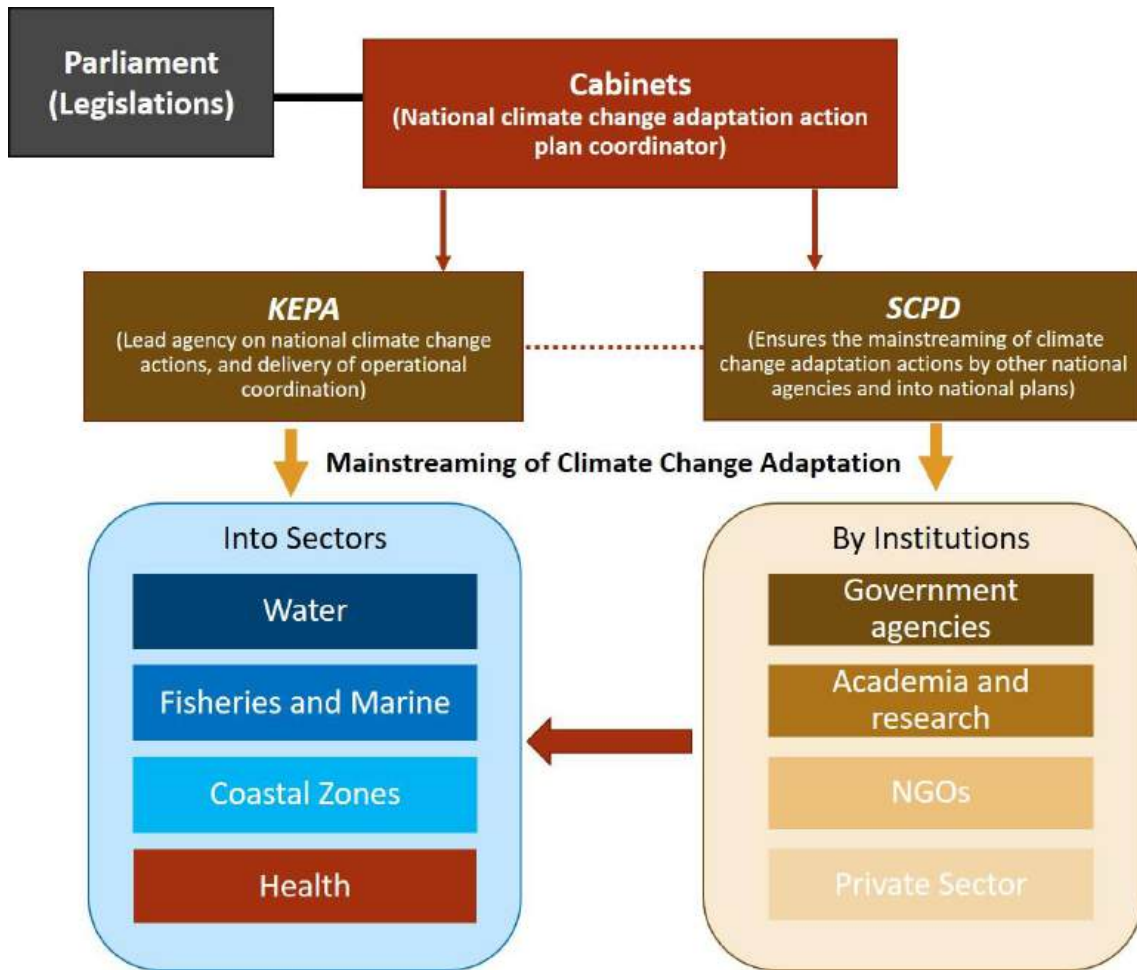 Parliament
(Legislations)
Cabinets
(National climate change adaptation action
plan coordinator)
KEPA
(Lead agency on national climate change
actions, and delivery of operational
coordination)
SCPD
(Ensures the mainstreaming of climate
change adaptation actions by other national
agencies and into national plans)
Mainstreaming of Climate Change Adaptation
Into Sectors
Water
Fisheries and Marine
Coastal Zones
Health
By Institutions
Government
agencies
Academia and
research
NGOs
Private Sector